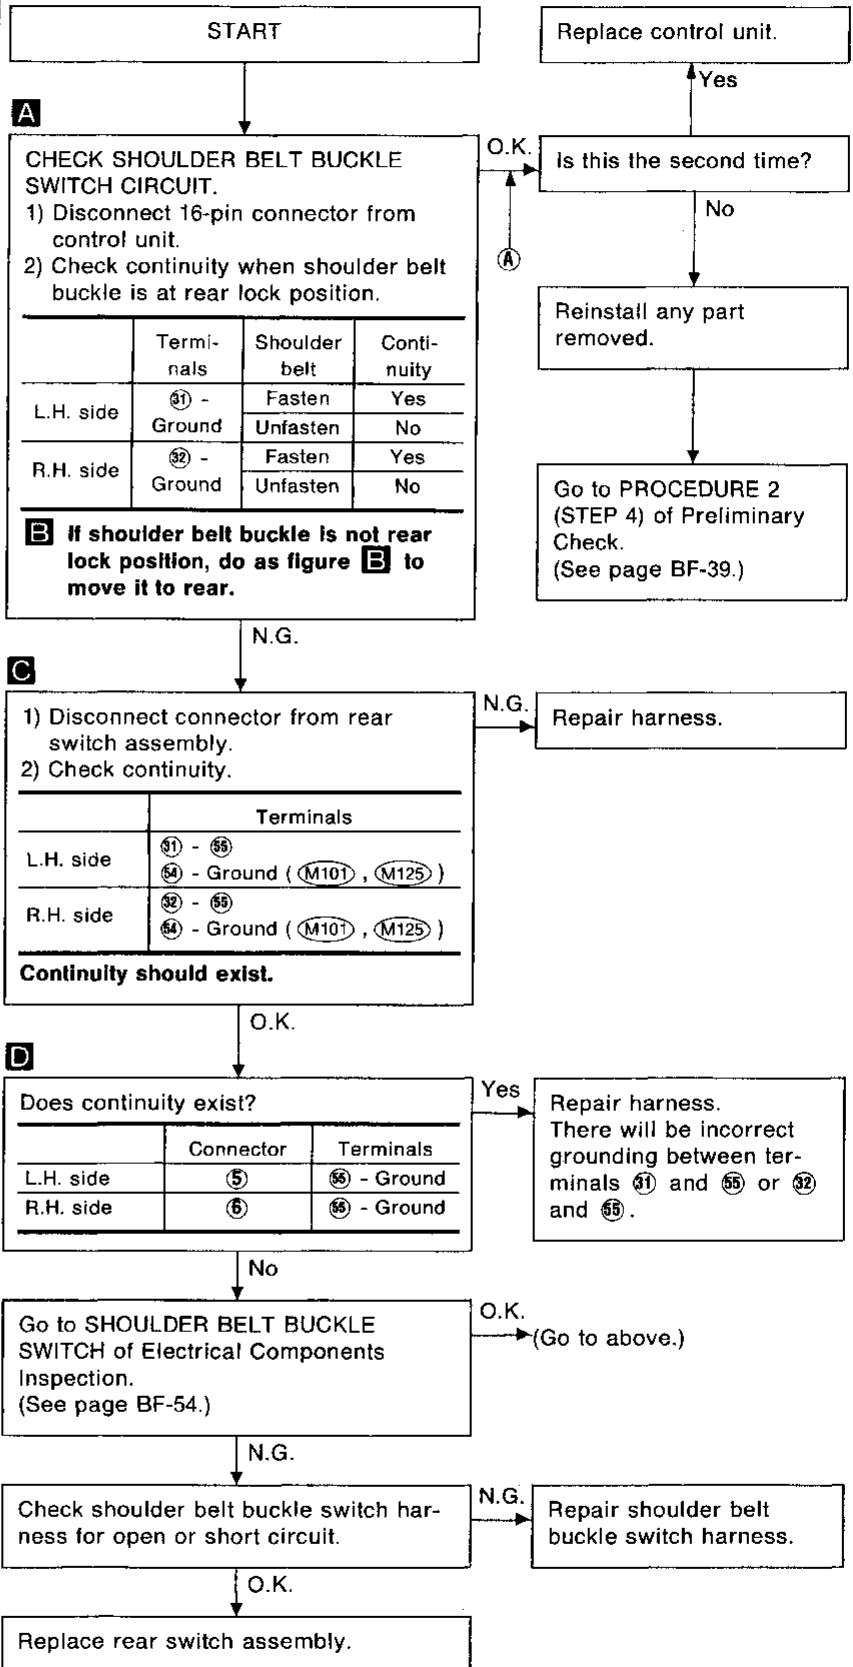 START
Replace control unit.
Yes
A
CHECK SHOULDER BELT BUCKLE
SWITCH CIRCUIT.
1) Disconnect 16-pin connector from
control unit.
2) Check continuity when shoulder belt
buckle is at rear lock position.
Termi-
nals
Shoulder
belt
Conti-
nuity
L.H. side
31 -
Ground
Fasten
Yes
Unfasten
No
R.H. side
32 -
Ground
Fasten
Yes
Unfasten
No
B If shoulder belt buckle is not rear
lock position, do as figure B to
move it to rear.
O.K.
A
Is this the second time?
No
Reinstall any part
removed.
Go to PROCEDURE 2
(STEP 4) of Preliminary
Check.
(See page BF-39.)
N.G.
C
1) Disconnect connector from rear
switch assembly.
2) Check continuity.
Terminals
L.H. side
31 - 55
54 - Ground ( M101 , M125 )
R.H. side
32 - 55
54 - Ground ( M101 , M125 )
Continuity should exist.
N.G.
Repair harness.
O.K.
D
Does continuity exist?
Connector
Terminals
L.H. side
5
55 - Ground
R.H. side
6
55 - Ground
Yes
Repair harness.
There will be incorrect
grounding between ter-
minals 31 and 55 or 32
and 55 .
No
Go to SHOULDER BELT BUCKLE
SWITCH of Electrical Components
Inspection.
(See page BF-54.)
O.K.
(Go to above.)
N.G.
Check shoulder belt buckle switch har-
ness for open or short circuit.
N.G.
Repair shoulder belt
buckle switch harness.
O.K.
Replace rear switch assembly.